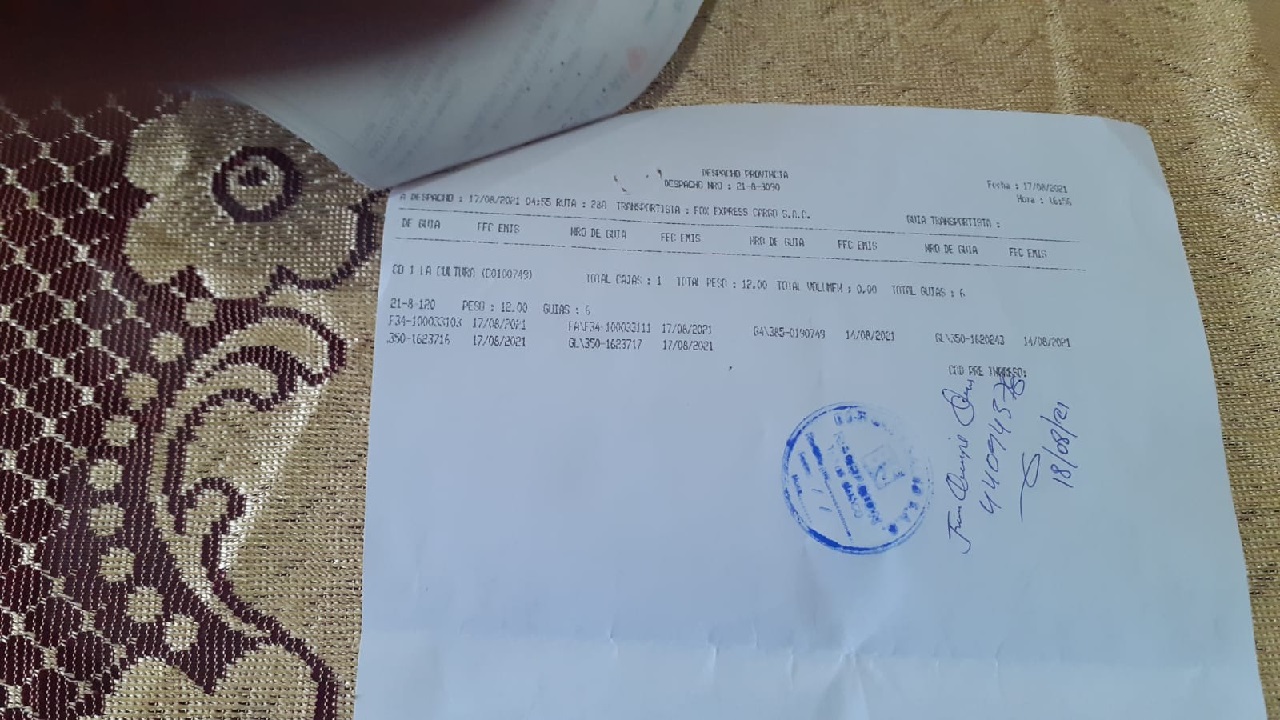 DESPACHO PROVINCIA
DESPACHO NRO : 21-8-3090
Fecha : 17/08/2021
Hora : 16:56
A DESPACHO : 17/08/2021 04:55 RUTA : 28A TRANSPORTISTA : FOX EXPRESS CARGO S.A.C. GUIA TRANSPORTISTA :
DE GUIA FEC EMIS NRO DE GUIA FEC EMIS NRO DE GUIA FEC EMIS NRO DE GUIA FEC EMIS
CO 1 LA CULTURA (C0100749) TOTAL CAJAS : 1 TOTAL PESO : 12.00 TOTAL VOLUMEN : 0.00 TOTAL GUIAS : 6
21-8-120 PESO : 12.00 GUIAS : 6
F34-100033103 17/08/2021 FA\F34-100033111 17/08/2021 G4\385-0190749 14/08/2021 GL\350-1620243 14/08/2021
350-1623716 17/08/2021 GL\350-1623717 17/08/2021
COD PRE INGRESO:
18/08/21